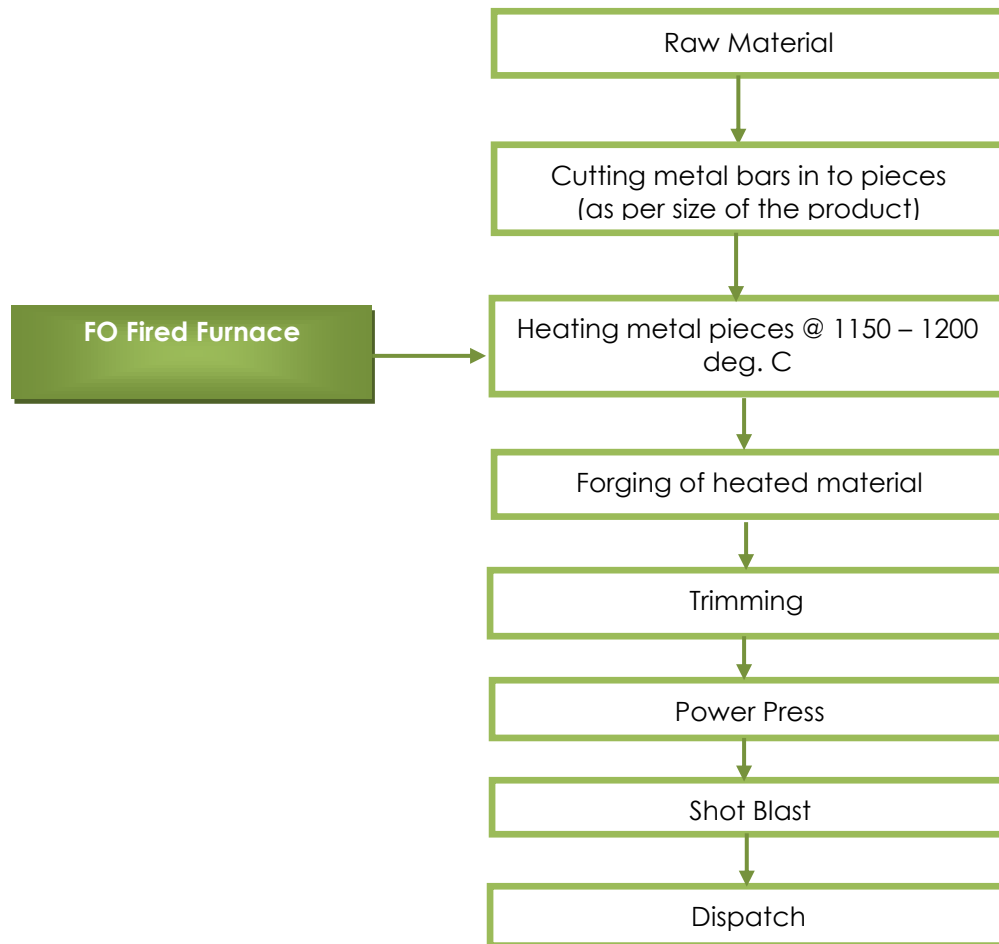 Raw Material
Cutting metal bars in to pieces
(as per size of the product)
FO Fired Furnace
Heating metal pieces @ 1150 – 1200
deg. C
Forging of heated material
Trimming
Power Press
Shot Blast
Dispatch